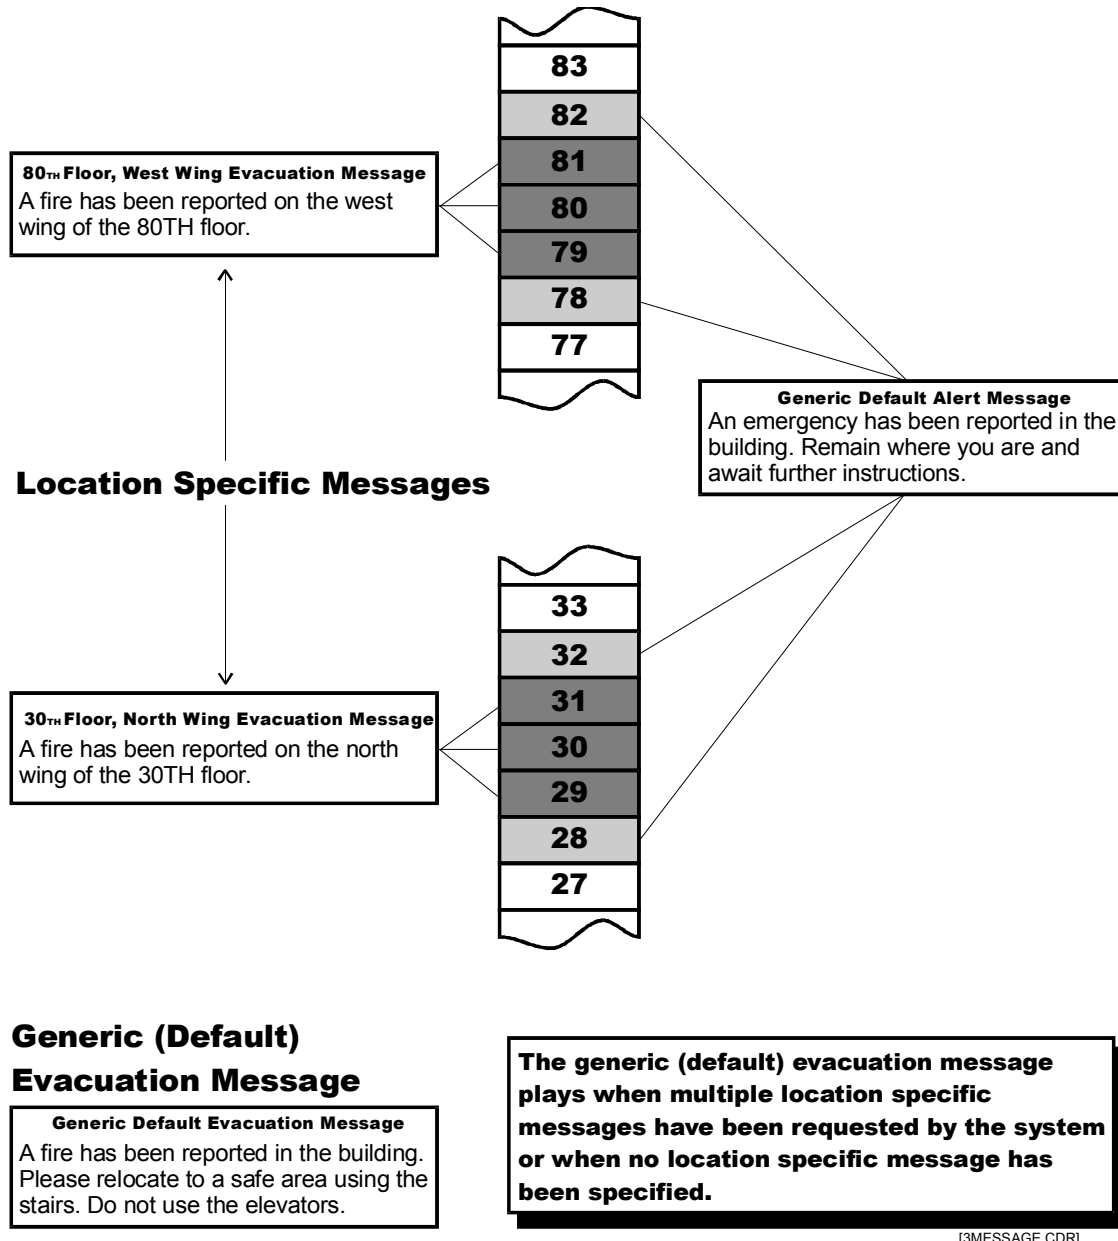 83
82
81
80
79
78
77
80TH Floor, West Wing Evacuation Message
A fire has been reported on the west
wing of the 80TH floor.
Generic Default Alert Message
An emergency has been reported in the
building. Remain where you are and
await further instructions.
Location Specific Messages
33
32
31
30
29
28
27
30TH Floor, North Wing Evacuation Message
A fire has been reported on the north
wing of the 30TH floor.
Generic (Default)
Evacuation Message
Generic Default Evacuation Message
A fire has been reported in the building.
Please relocate to a safe area using the
stairs. Do not use the elevators.
The generic (default) evacuation message
plays when multiple location specific
messages have been requested by the system
or when no location specific message has
been specified.
[3MESSAGE.CDR]